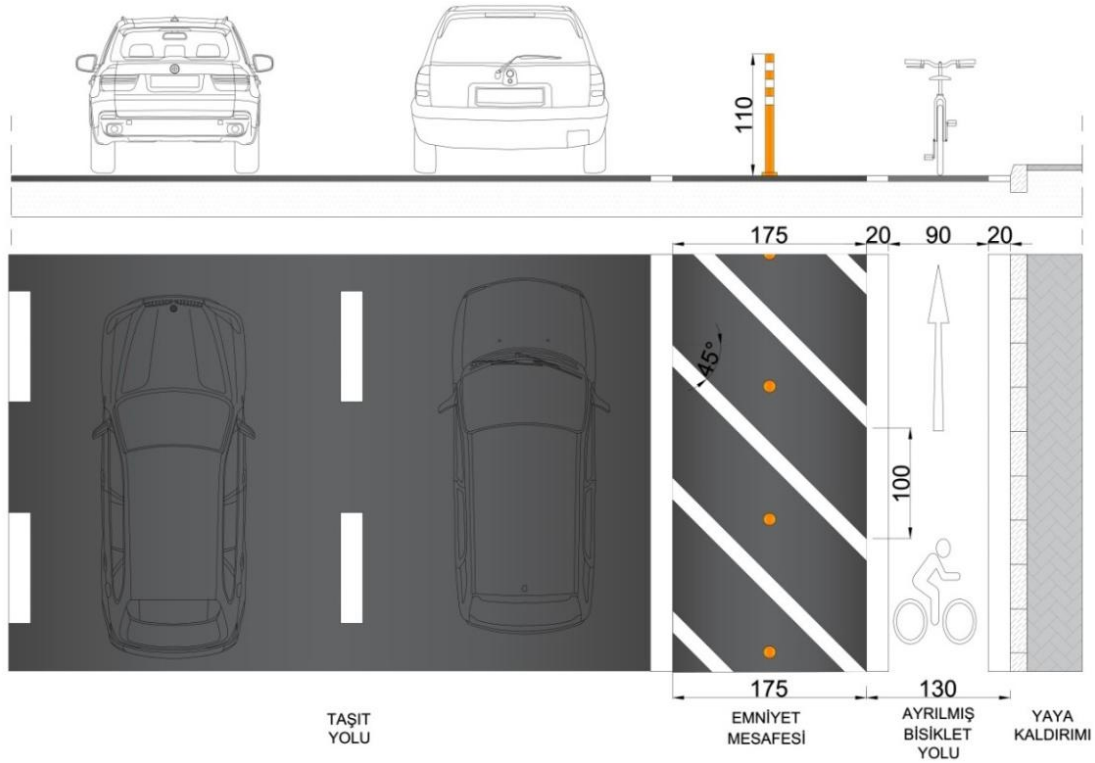 110
175
20
90
20
45°
100
175
130
TAŞIT
YOLU
EMNİYET
MESAFESİ
AYRILMIŞ
BİSİKLET
YOLU
YAYA
KALDIRIMI